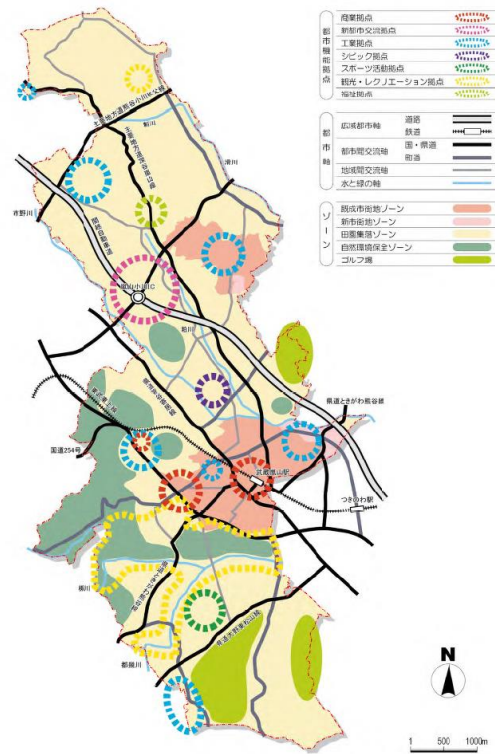 都市機能拠点
商業拠点
新都市交流拠点
工業拠点
シビック拠点
スポーツ活動拠点
観光・レクリエーション拠点
福祉拠点
都市軸
広域都市軸
道路
鉄道
都市間交流軸
国・県道
町道
地域間交流軸
水と緑の軸
ゾーン
既成市街地ゾーン
新市街地ゾーン
田園集落ゾーン
自然環境保全ゾーン
ゴルフ場
滑川
市野川
嵐山小川IC
粕川
県道ときがわ熊谷線
国道254号
武蔵嵐山駅
つきのわ駅
槻川
都幾川
N
1 500 1000m